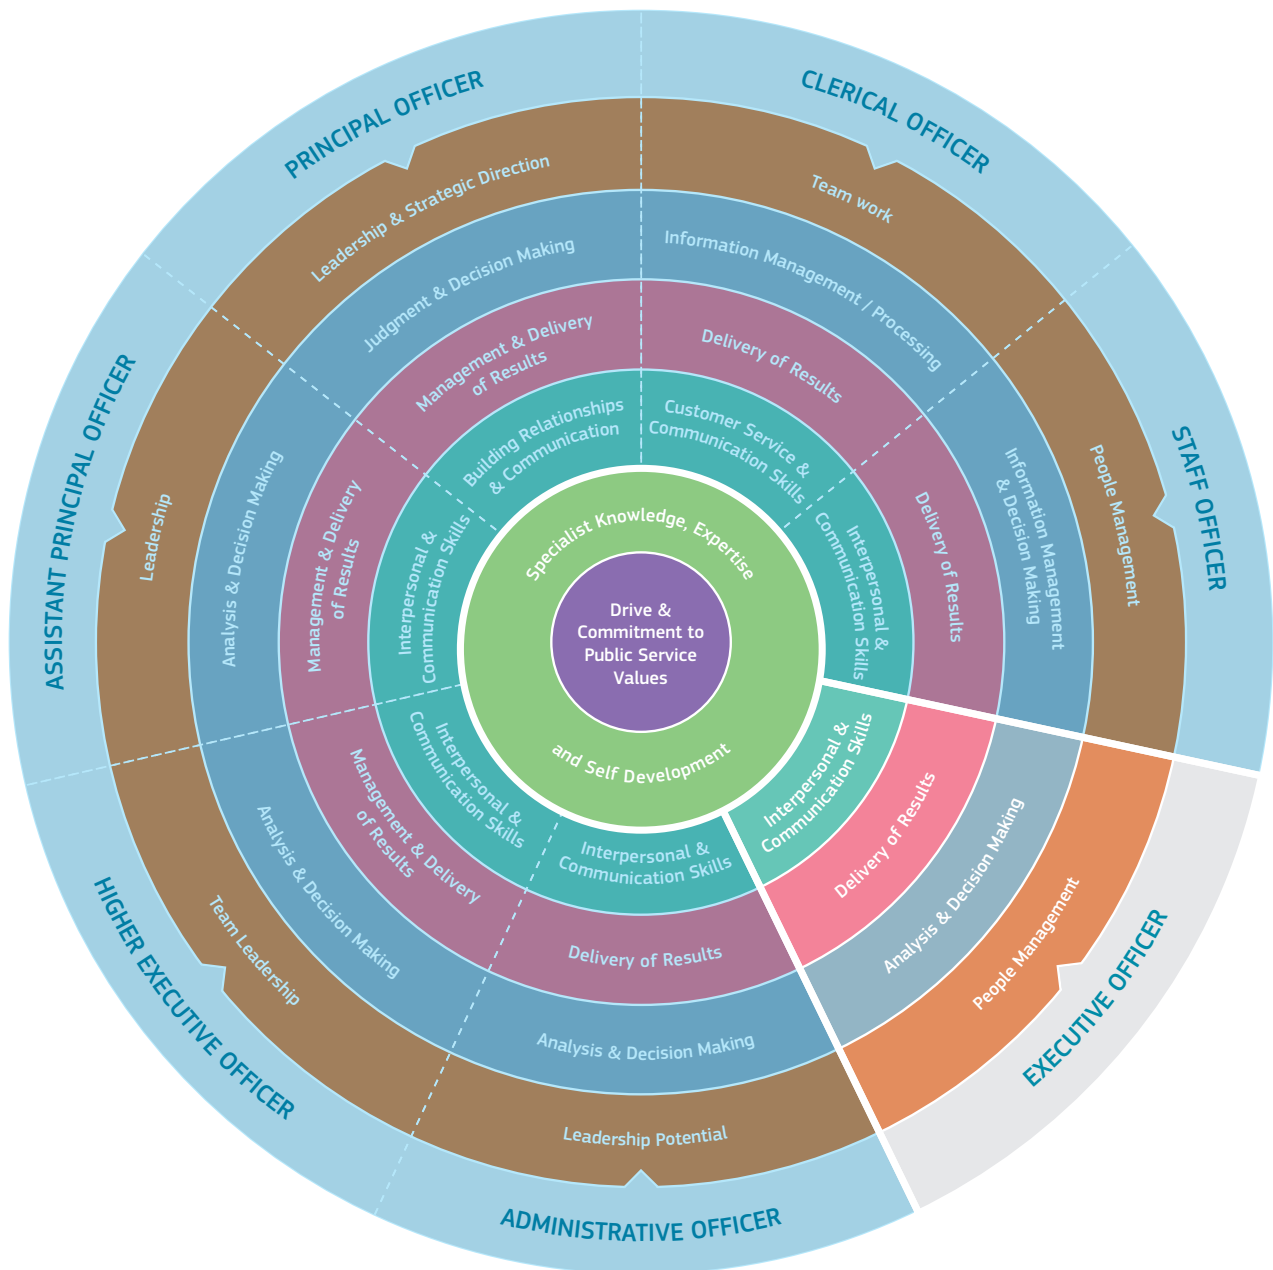 PRINCIPAL OFFICER
Leadership & Strategic Direction
Judgment & Decision Making
Management & Delivery
of Results
Building Relationships
& Communication
CLERICAL OFFICER
Team work
Information Management / Processing
Delivery of Results
Customer Service &
Communication Skills
STAFF OFFICER
People Management
Information Management
& Decision Making
Delivery of Results
Interpersonal &
Communication Skills
EXECUTIVE OFFICER
People Management
Analysis & Decision Making
Delivery of Results
Interpersonal &
Communication Skills
ADMINISTRATIVE OFFICER
Leadership Potential
Analysis & Decision Making
Delivery of Results
Interpersonal &
Communication Skills
HIGHER EXECUTIVE OFFICER
Team Leadership
Analysis & Decision Making
Management & Delivery
of Results
Interpersonal &
Communication Skills
ASSISTANT PRINCIPAL OFFICER
Leadership
Analysis & Decision Making
Management & Delivery
of Results
Interpersonal &
Communication Skills
Specialist Knowledge, Expertise
and Self Development
Drive &
Commitment to
Public Service
Values